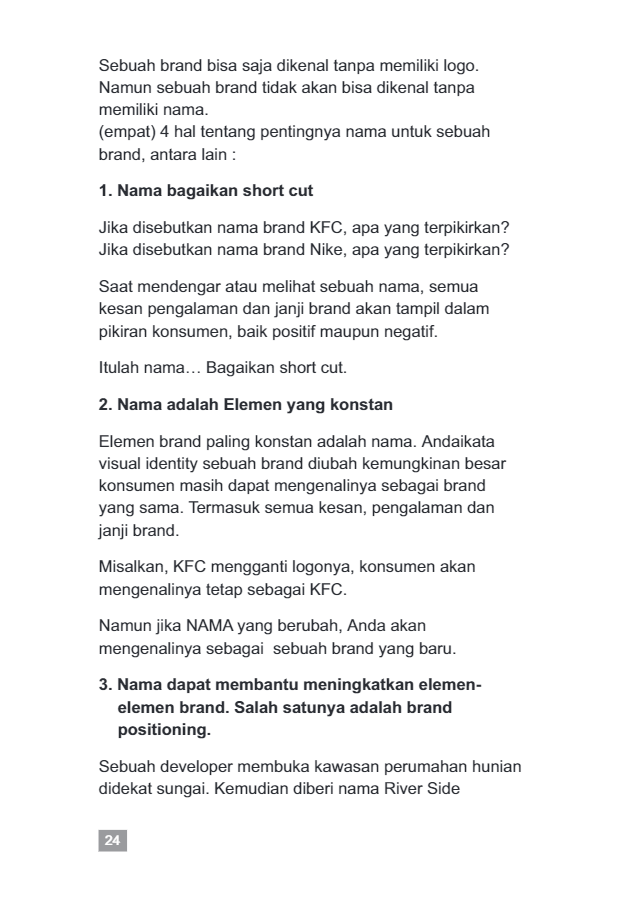 Sebuah brand bisa saja dikenal tanpa memiliki logo.
Namun sebuah brand tidak akan bisa dikenal tanpa
memiliki nama.
(empat) 4 hal tentang pentingnya nama untuk sebuah
brand, antara lain :
1. Nama bagaikan short cut
Jika disebutkan nama brand KFC, apa yang terpikirkan?
Jika disebutkan nama brand Nike, apa yang terpikirkan?
Saat mendengar atau melihat sebuah nama, semua
kesan pengalaman dan janji brand akan tampil dalam
pikiran konsumen, baik positif maupun negatif.
Itulah nama… Bagaikan short cut.
2. Nama adalah Elemen yang konstan
Elemen brand paling konstan adalah nama. Andaikata
visual identity sebuah brand diubah kemungkinan besar
konsumen masih dapat mengenalinya sebagai brand
yang sama. Termasuk semua kesan, pengalaman dan
janji brand.
Misalkan, KFC mengganti logonya, konsumen akan
mengenalinya tetap sebagai KFC.
Namun jika NAMA yang berubah, Anda akan
mengenalinya sebagai  sebuah brand yang baru.
3. Nama dapat membantu meningkatkan elemen-
elemen brand. Salah satunya adalah brand
positioning.
Sebuah developer membuka kawasan perumahan hunian
didekat sungai. Kemudian diberi nama River Side
24